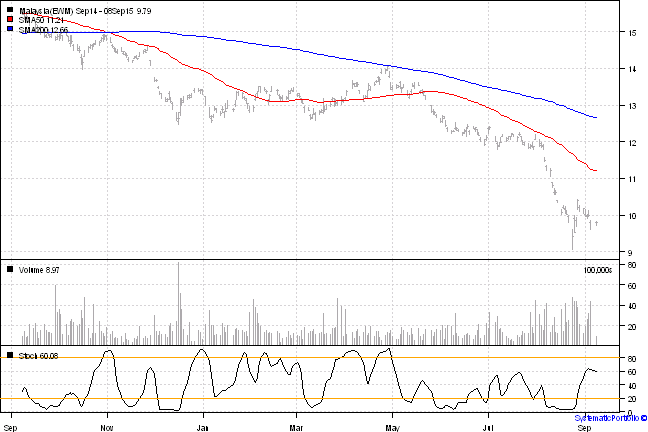 Malaysia(EWM) Sep14 - 08Sep15 9.79
SMA50 11.21
SMA200 12.66
15
14
13
12
11
10
9
Volume 8.97
100,000s
80
60
40
20
Stoch 60.08
80
60
40
20
0
Sep Nov Jan Mar May Jul Sep
SystematicPortfolio ©